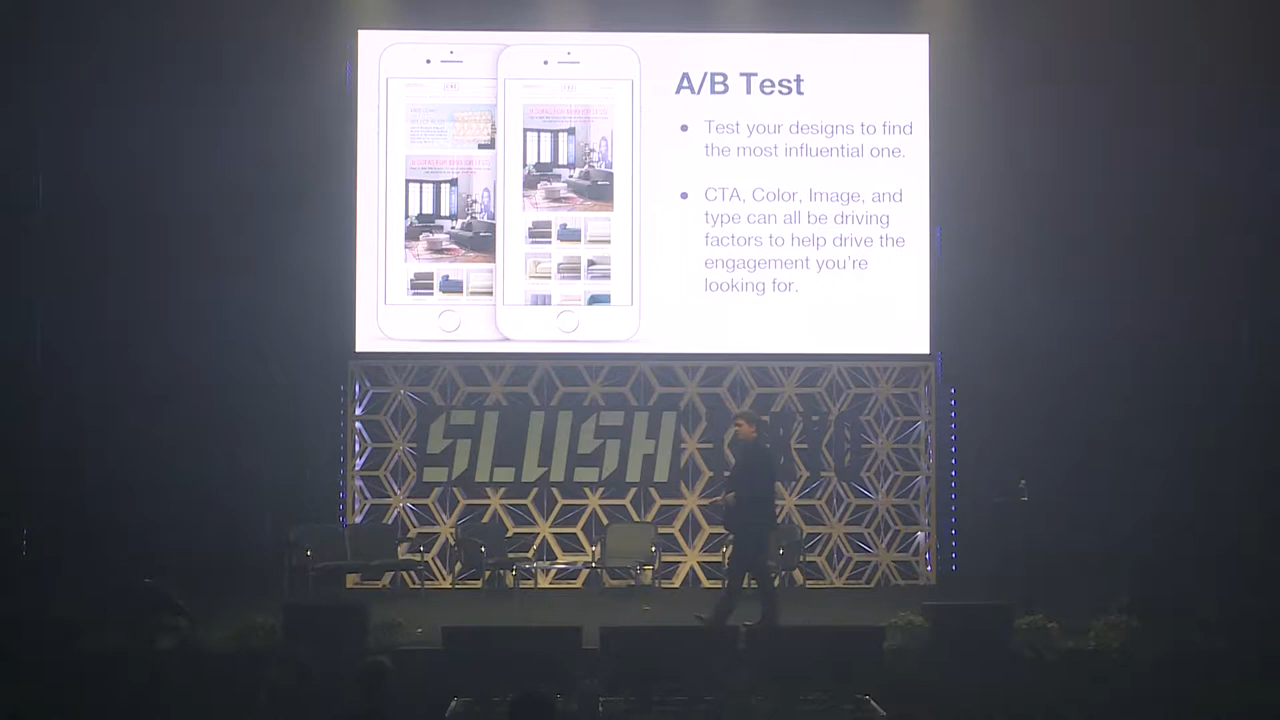 A/B Test
Test your designs to find
the most influential one.
CTA, Color, Image, and
type can all be driving
factors to help drive the
engagement you're
looking for.
SLUSH